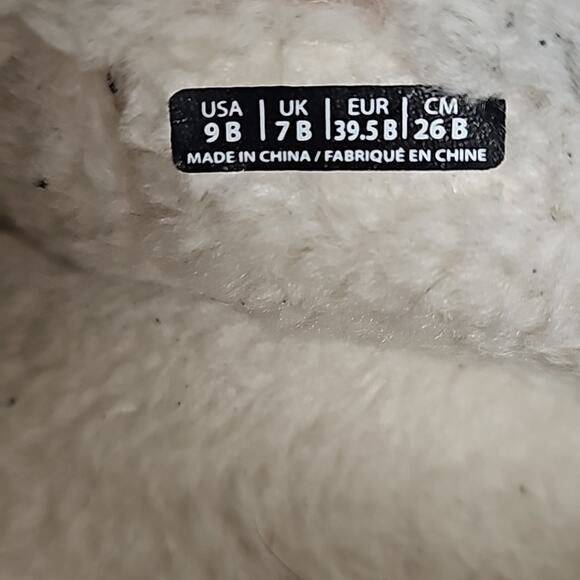 USA | UK | EUR | CM
9 B | 7 B | 39.5 B | 26 B
MADE IN CHINA / FABRIQUÉ EN CHINE